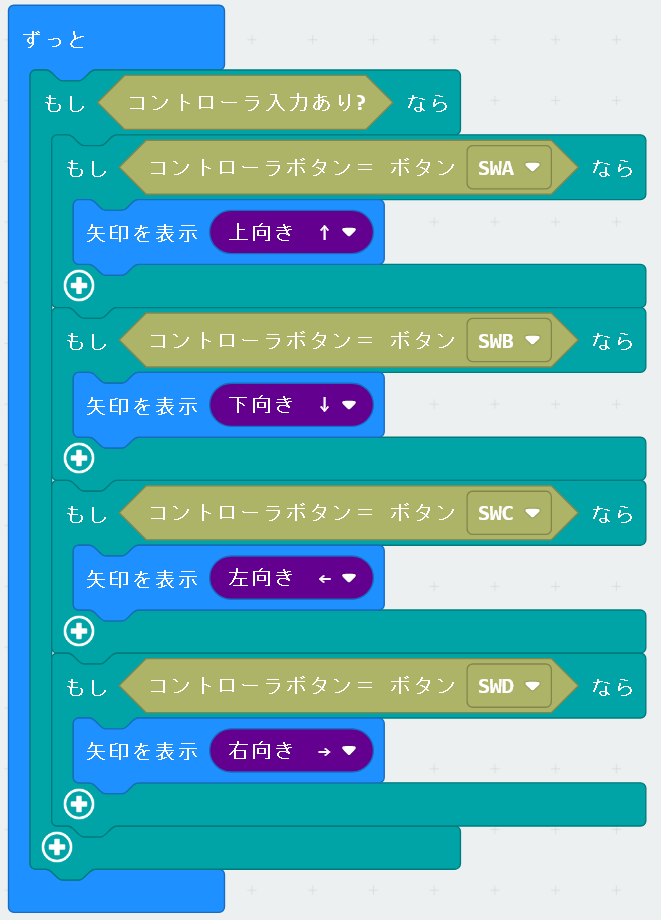 ずっと
もし コントローラ入力あり? なら
もし コントローラボタン＝ ボタン SWA なら
矢印を表示 上向き ↑
もし コントローラボタン＝ ボタン SWB なら
矢印を表示 下向き ↓
もし コントローラボタン＝ ボタン SWC なら
矢印を表示 左向き ←
もし コントローラボタン＝ ボタン SWD なら
矢印を表示 右向き →